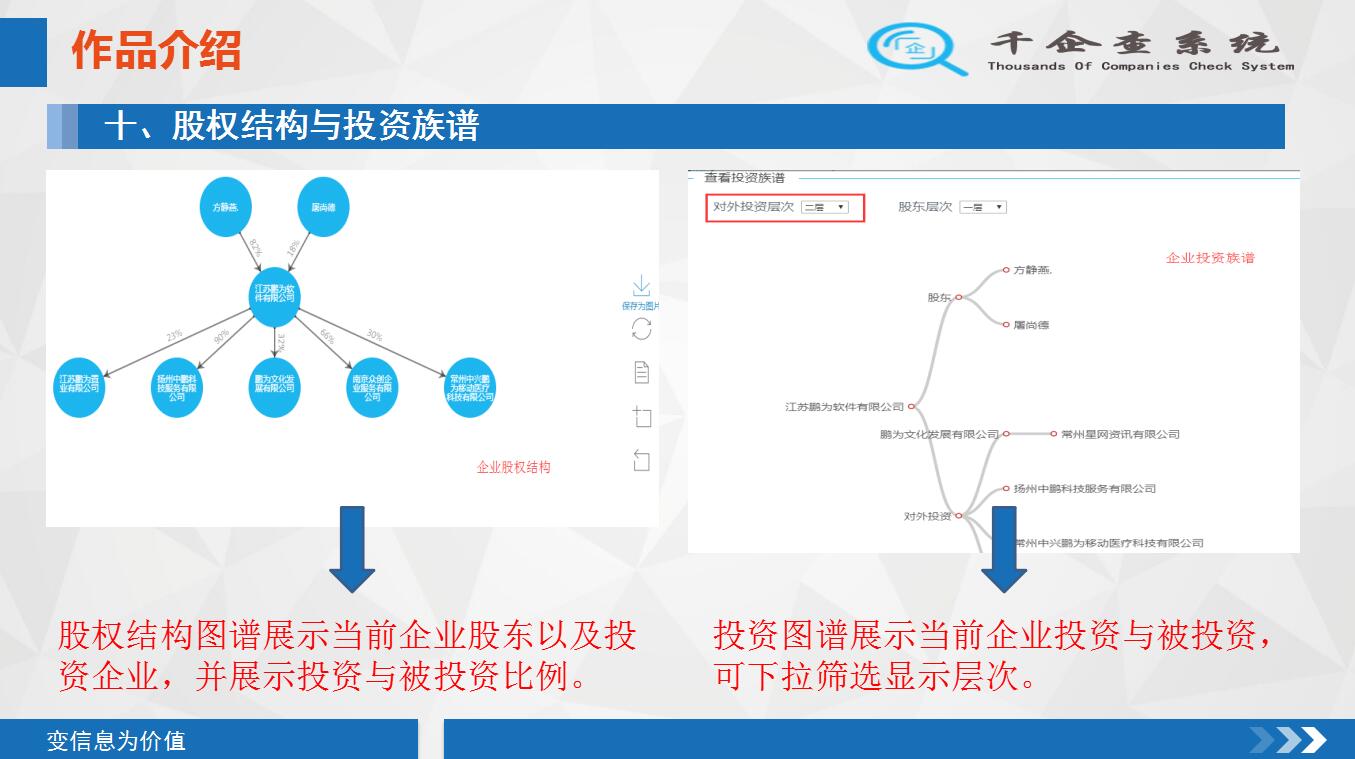 作品介绍
企
千企查系统
Thousands Of Companies Check System
十、股权结构与投资族谱
方静燕.
屠尚德
82%
18%
江苏鹏为软
件有限公司
23%
90%
32%
66%
30%
江苏鹏为置
业有限公司
扬州中鹏科
技服务有限
公司
鹏为文化发
展有限公司
南京众创企
业服务有限
公司
常州中兴鹏
为移动医疗
科技有限公司
保存为图片
企业股权结构
查看投资族谱
对外投资层次 二层
股东层次 一层
企业投资族谱
方静燕.
股东
屠尚德
江苏鹏为软件有限公司
鹏为文化发展有限公司
常州星网资讯有限公司
扬州中鹏科技服务有限公司
对外投资
常州中兴鹏为移动医疗科技有限公司
股权结构图谱展示当前企业股东以及投
资企业，并展示投资与被投资比例。
投资图谱展示当前企业投资与被投资，
可下拉筛选显示层次。
变信息为价值